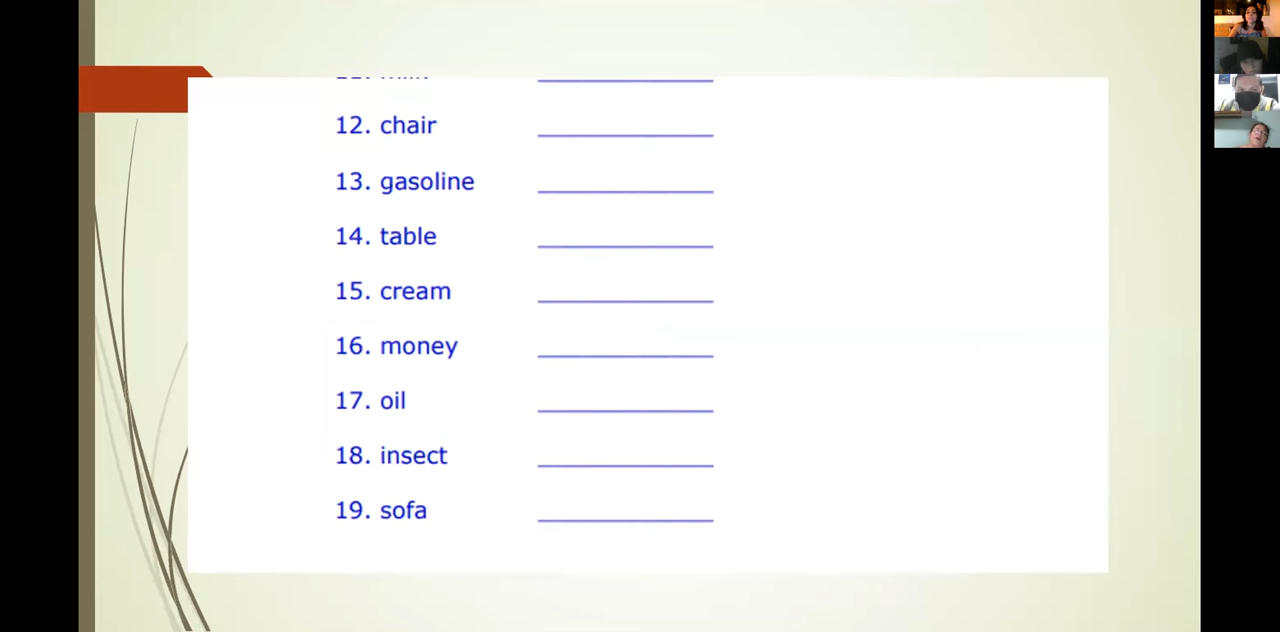 12. chair
13. gasoline
14. table
15. cream
16. money
17. oil
18. insect
19. sofa